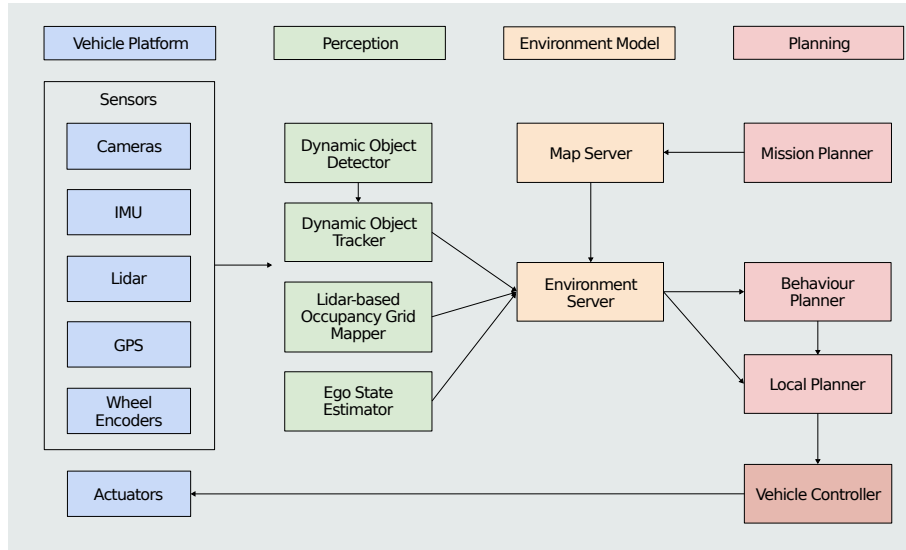 Vehicle Platform
Perception
Environment Model
Planning
Sensors
Cameras
IMU
Lidar
GPS
Wheel
Encoders
Actuators
Dynamic Object
Detector
Dynamic Object
Tracker
Lidar-based
Occupancy Grid
Mapper
Ego State
Estimator
Map Server
Environment
Server
Mission Planner
Behaviour
Planner
Local Planner
Vehicle Controller